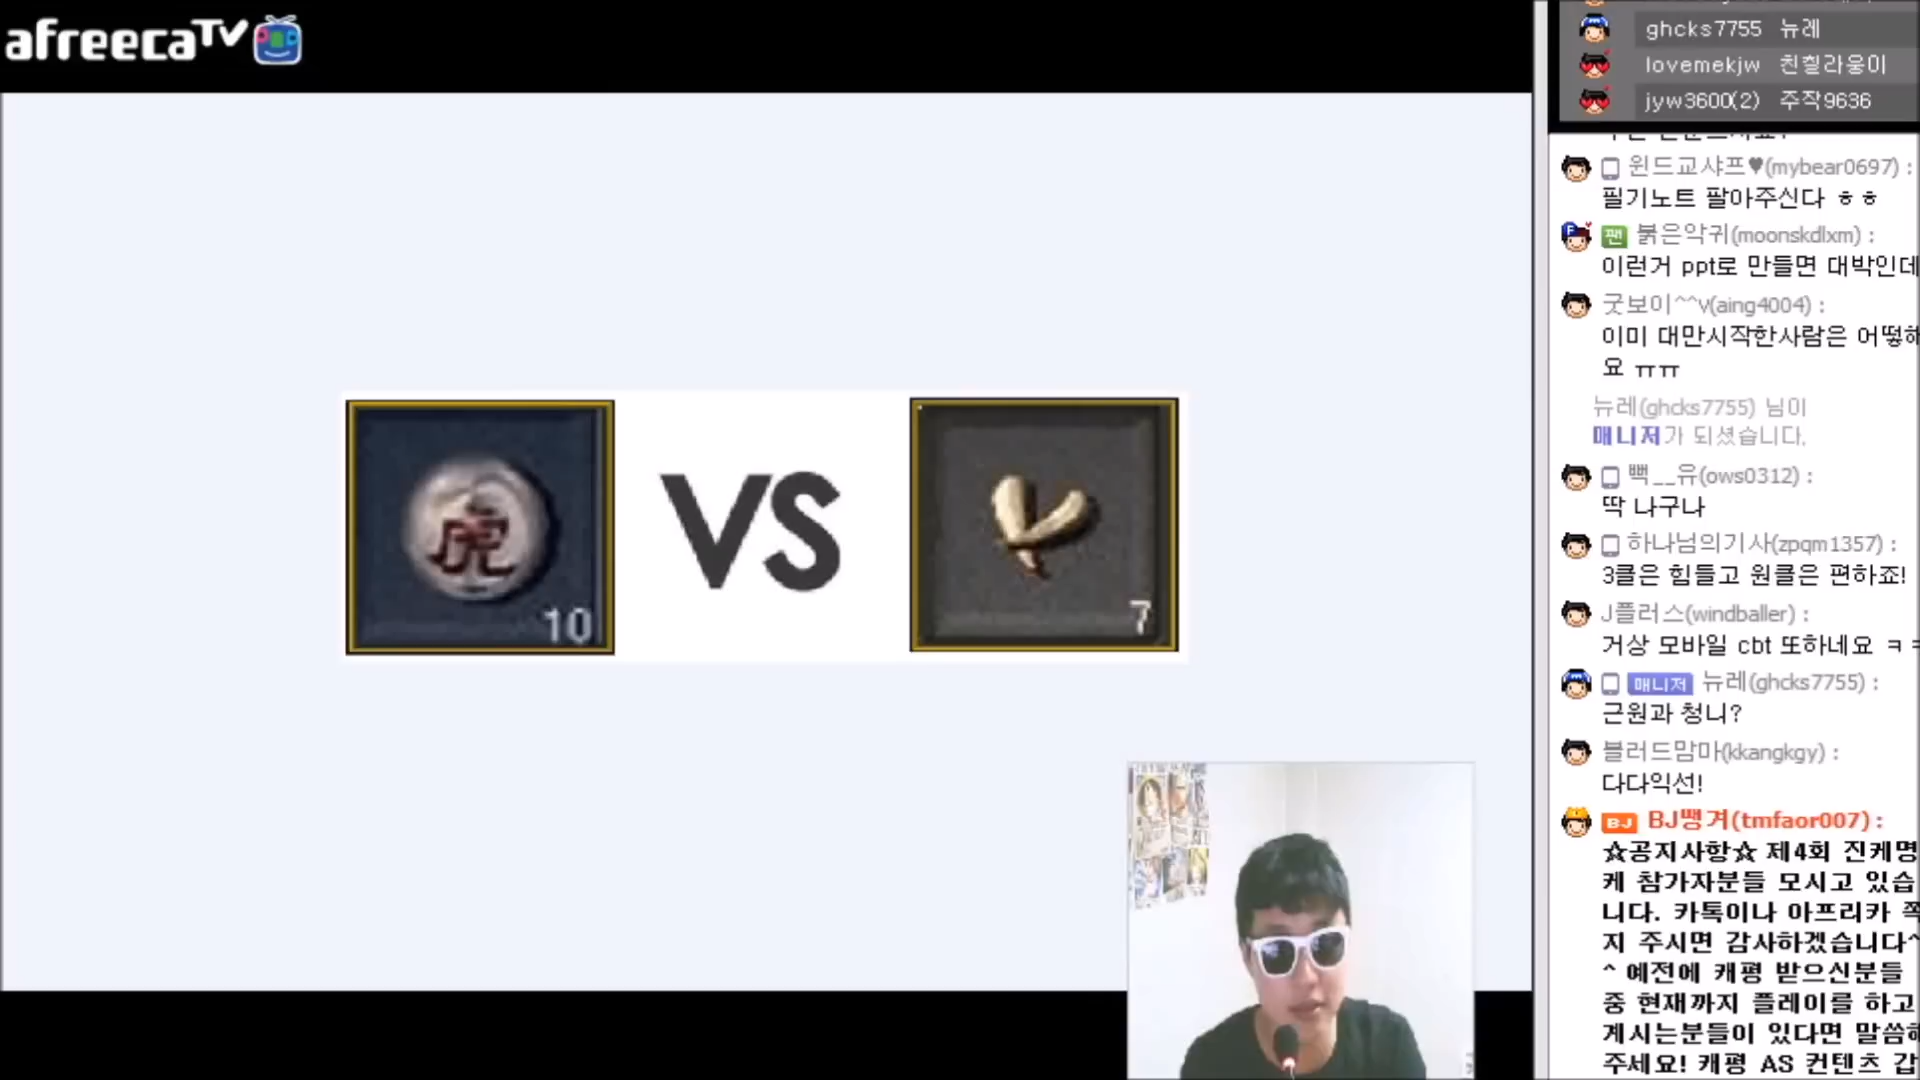 afreecaTV
虎
10
VS
7
ghcks7755 뉴레
lovemekjw 친칠라웅이
jyw3600(2) 주작9636
윈드교샤프♥(mybear0697) :
필기노트 팔아주신다 ㅎㅎ
팬 붉은악귀(moonskdlxm) :
이런거 ppt로 만들면 대박인데
굿보이^^v(aing4004) :
이미 대만시작한사람은 어떻해
요 ㅠㅠ
뉴레(ghcks7755) 님이
매니저가 되셨습니다.
빽__유(ows0312) :
딱 나구나
하나님의기사(zpqm1357) :
3클은 힘들고 원클은 편하죠!
J플러스(windballer) :
거상 모바일 cbt 또하네요 ㅋㅋ
매니저 뉴레(ghcks7755) :
근원과 청니?
블러드맘마(kkangkgy) :
다다익선!
BJ BJ땡겨(tmfaor007) :
☆공지사항☆ 제4회 진케명
케 참가자분들 모시고 있습
니다. 카톡이나 아프리카 쪽
지 주시면 감사하겠습니다^
^ 예전에 캐평 받으신분들
중 현재까지 플레이를 하고
계시는분들이 있다면 말씀해
주세요! 캐평 AS 컨텐츠 갑